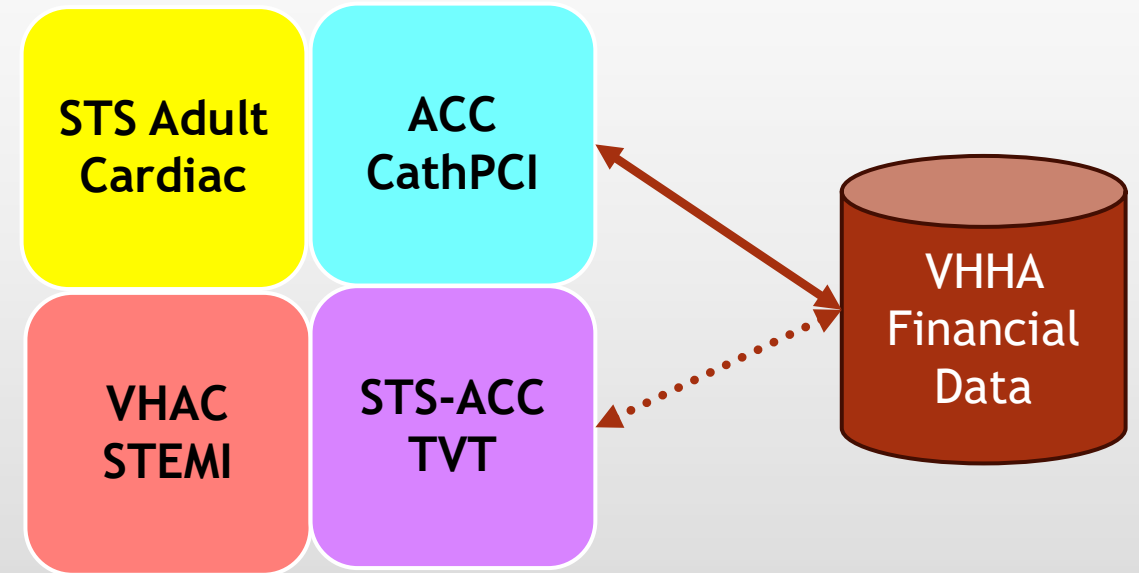 STS Adult
Cardiac
ACC
CathPCI
VHAC
STEMI
STS-ACC
TVT
VHHA
Financial
Data